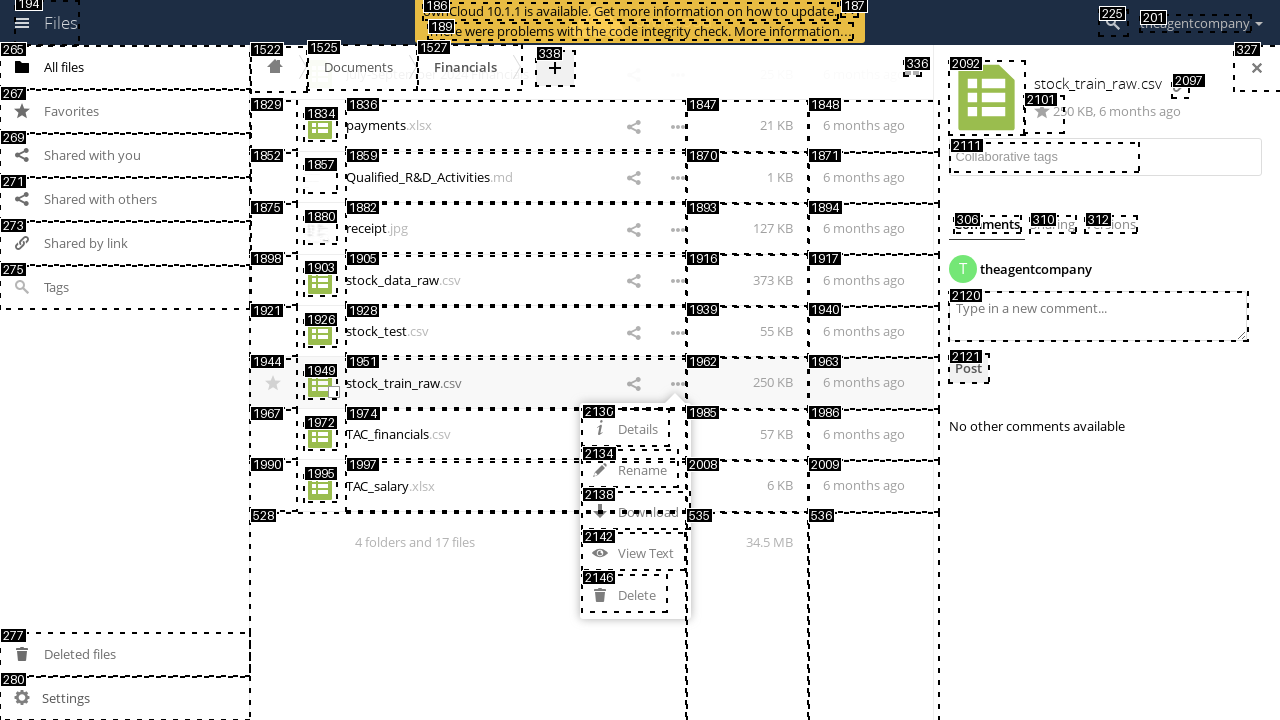 194
Files
186
ownCloud 10.1.1 is available. Get more information on how to update.
187
189
There were problems with the code integrity check. More information…
225
201
theagentcompany
265
All files
267
Favorites
269
Shared with you
271
Shared with others
273
Shared by link
275
Tags
277
Deleted files
280
Settings
1522
1525
Documents
1527
Financials
338
+
336
327
1829
1834
1836
payments.xlsx
1847
21 KB
1848
6 months ago
1852
1857
1859
Qualified_R&D_Activities.md
1870
1 KB
1871
6 months ago
1875
1880
1882
receipt.jpg
1893
127 KB
1894
6 months ago
1898
1903
1905
stock_data_raw.csv
1916
373 KB
1917
6 months ago
1921
1926
1928
stock_test.csv
1939
55 KB
1940
6 months ago
1944
1949
1951
stock_train_raw.csv
1962
250 KB
1963
6 months ago
1967
1972
1974
TAC_financials.csv
1985
57 KB
1986
6 months ago
1990
1995
1997
TAC_salary.xlsx
2008
6 KB
2009
6 months ago
528
4 folders and 17 files
535
34.5 MB
536
2130
Details
2134
Rename
2138
Download
2142
View Text
2146
Delete
2092
stock_train_raw.csv
2097
2101
250 KB, 6 months ago
2111
Collaborative tags
306
Comments
310
Sharing
312
Versions
T
theagentcompany
2120
Type in a new comment...
2121
Post
No other comments available